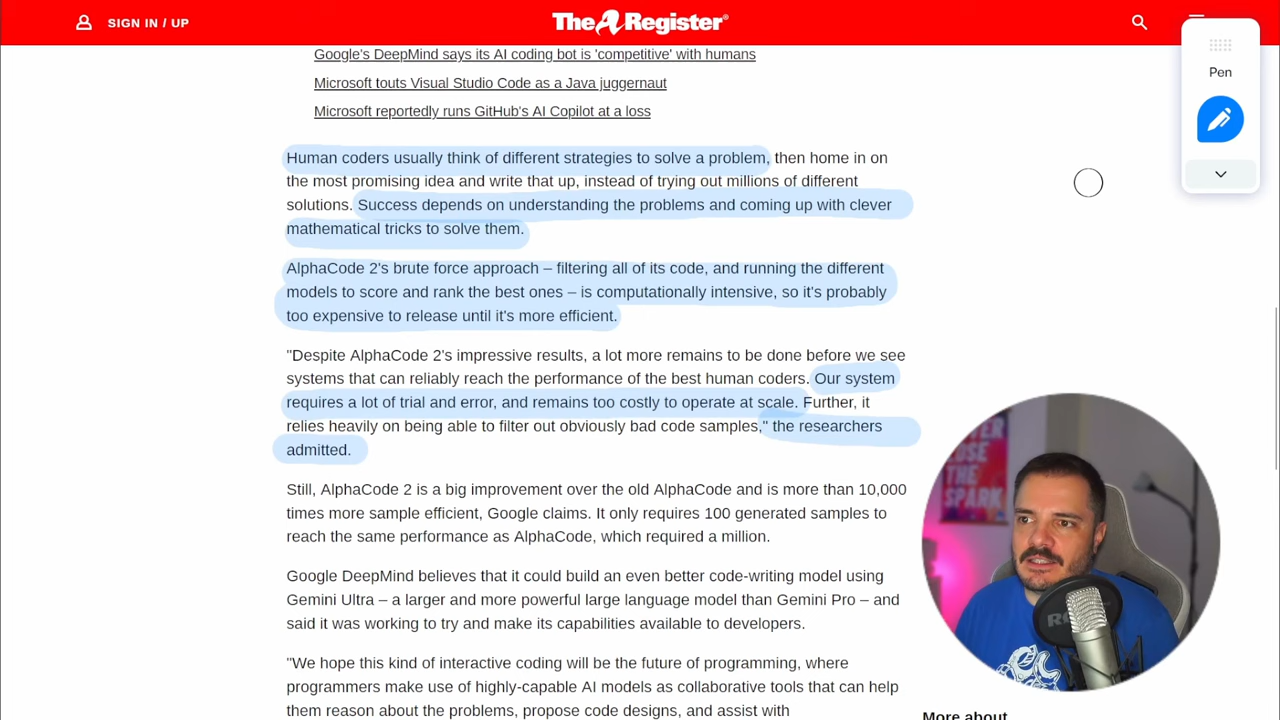 SIGN IN / UP
The Register®
Pen
Google's DeepMind says its AI coding bot is 'competitive' with humans
Microsoft touts Visual Studio Code as a Java juggernaut
Microsoft reportedly runs GitHub's AI Copilot at a loss
Human coders usually think of different strategies to solve a problem, then home in on
the most promising idea and write that up, instead of trying out millions of different
solutions. Success depends on understanding the problems and coming up with clever
mathematical tricks to solve them.
AlphaCode 2's brute force approach – filtering all of its code, and running the different
models to score and rank the best ones – is computationally intensive, so it's probably
too expensive to release until it's more efficient.
"Despite AlphaCode 2's impressive results, a lot more remains to be done before we see
systems that can reliably reach the performance of the best human coders. Our system
requires a lot of trial and error, and remains too costly to operate at scale. Further, it
relies heavily on being able to filter out obviously bad code samples," the researchers
admitted.
Still, AlphaCode 2 is a big improvement over the old AlphaCode and is more than 10,000
times more sample efficient, Google claims. It only requires 100 generated samples to
reach the same performance as AlphaCode, which required a million.
Google DeepMind believes that it could build an even better code-writing model using
Gemini Ultra – a larger and more powerful large language model than Gemini Pro – and
said it was working to try and make its capabilities available to developers.
"We hope this kind of interactive coding will be the future of programming, where
programmers make use of highly-capable AI models as collaborative tools that can help
them reason about the problems, propose code designs, and assist with
More about
LOSE
THE
SPARK